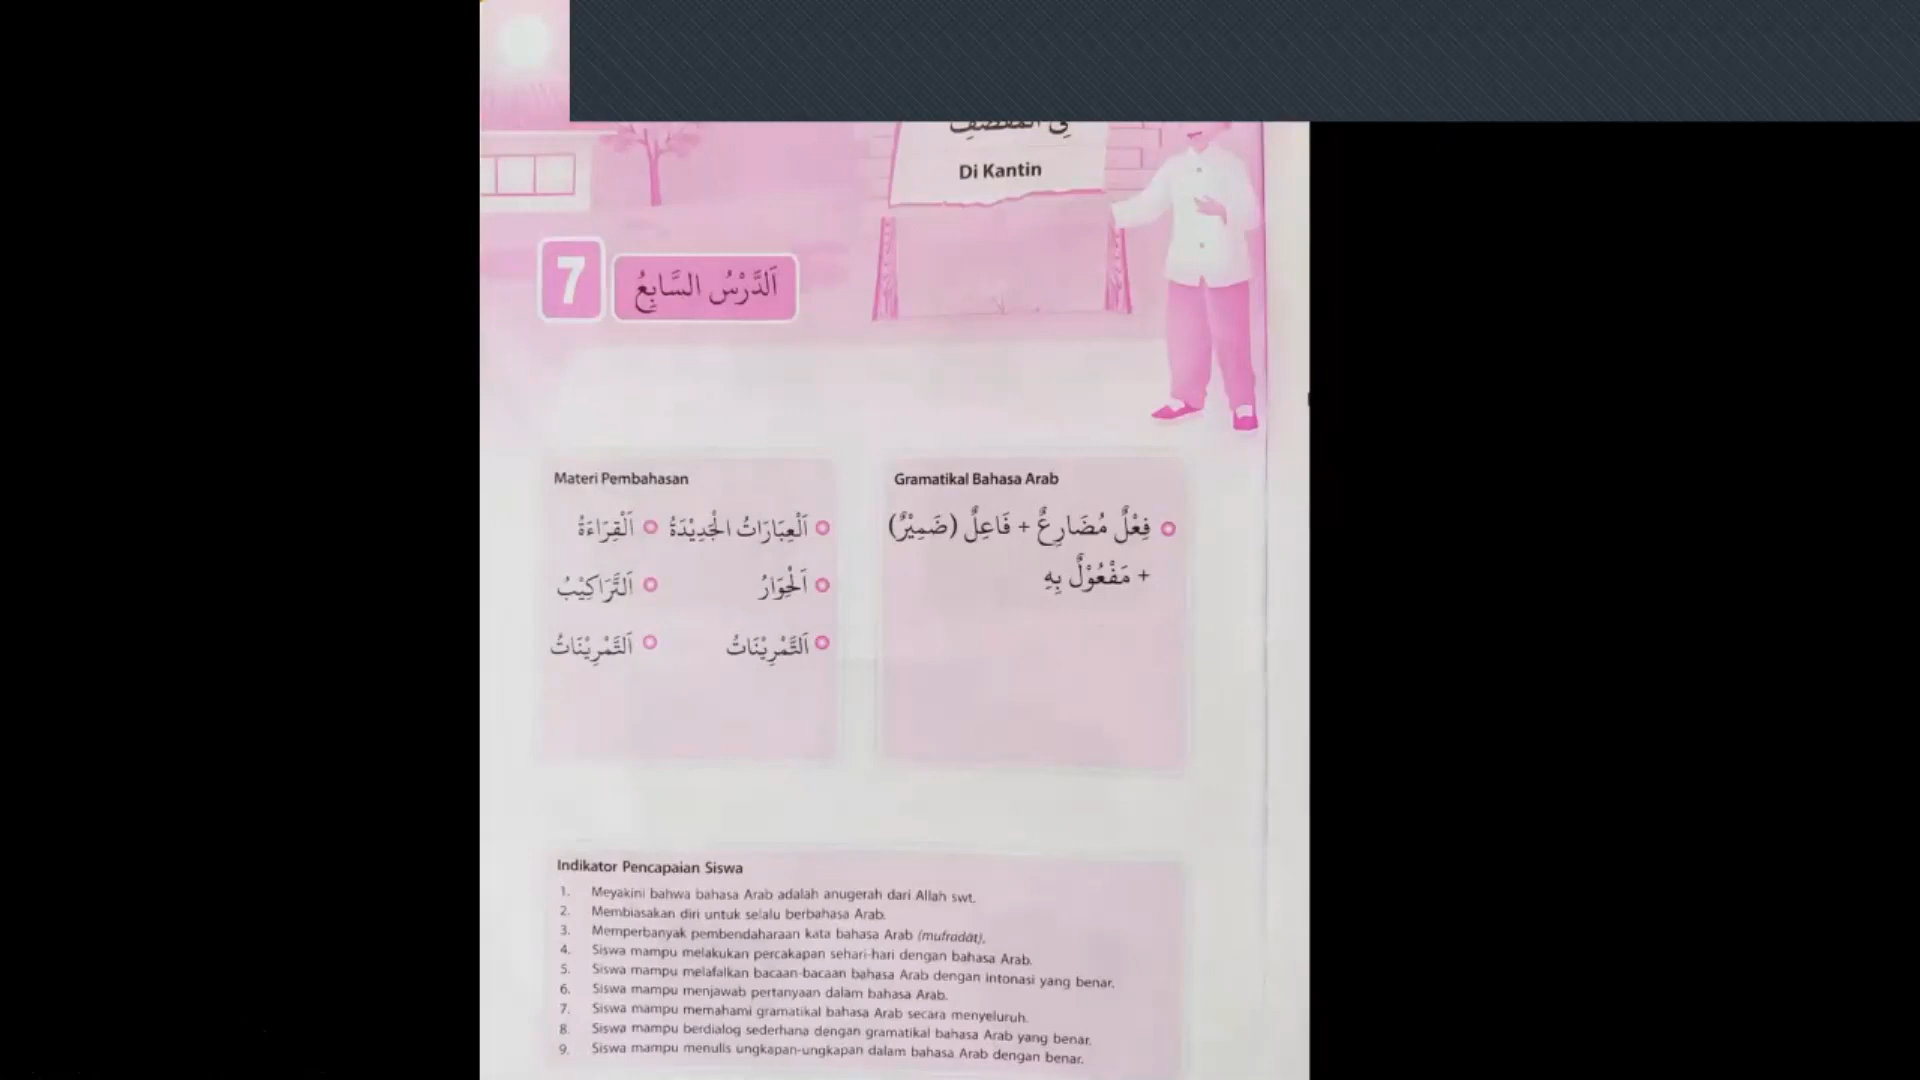 فِى الْمَقْصَفِ
Di Kantin
7
اَلدَّرْسُ السَّابِعُ
Materi Pembahasan
اَلْعِبَارَاتُ الْجَدِيْدَةُ
اَلْقِرَاءَةُ
اَلْحِوَارُ
اَلتَّرَاكِيْبُ
اَلتَّمْرِيْنَاتُ
اَلتَّمْرِيْنَاتُ
Gramatikal Bahasa Arab
فِعْلٌ مُضَارِعٌ + فَاعِلٌ (ضَمِيْرٌ)
+ مَفْعُوْلٌ بِهِ
Indikator Pencapaian Siswa
1. Meyakini bahwa bahasa Arab adalah anugerah dari Allah swt.
2. Membiasakan diri untuk selalu berbahasa Arab.
3. Memperbanyak pembendaharaan kata bahasa Arab (mufradât),
4. Siswa mampu melakukan percakapan sehari-hari dengan bahasa Arab.
5. Siswa mampu melafalkan bacaan-bacaan bahasa Arab dengan intonasi yang benar.
6. Siswa mampu menjawab pertanyaan dalam bahasa Arab.
7. Siswa mampu memahami gramatikal bahasa Arab secara menyeluruh.
8. Siswa mampu berdialog sederhana dengan gramatikal bahasa Arab yang benar.
9. Siswa mampu menulis ungkapan-ungkapan dalam bahasa Arab dengan benar.